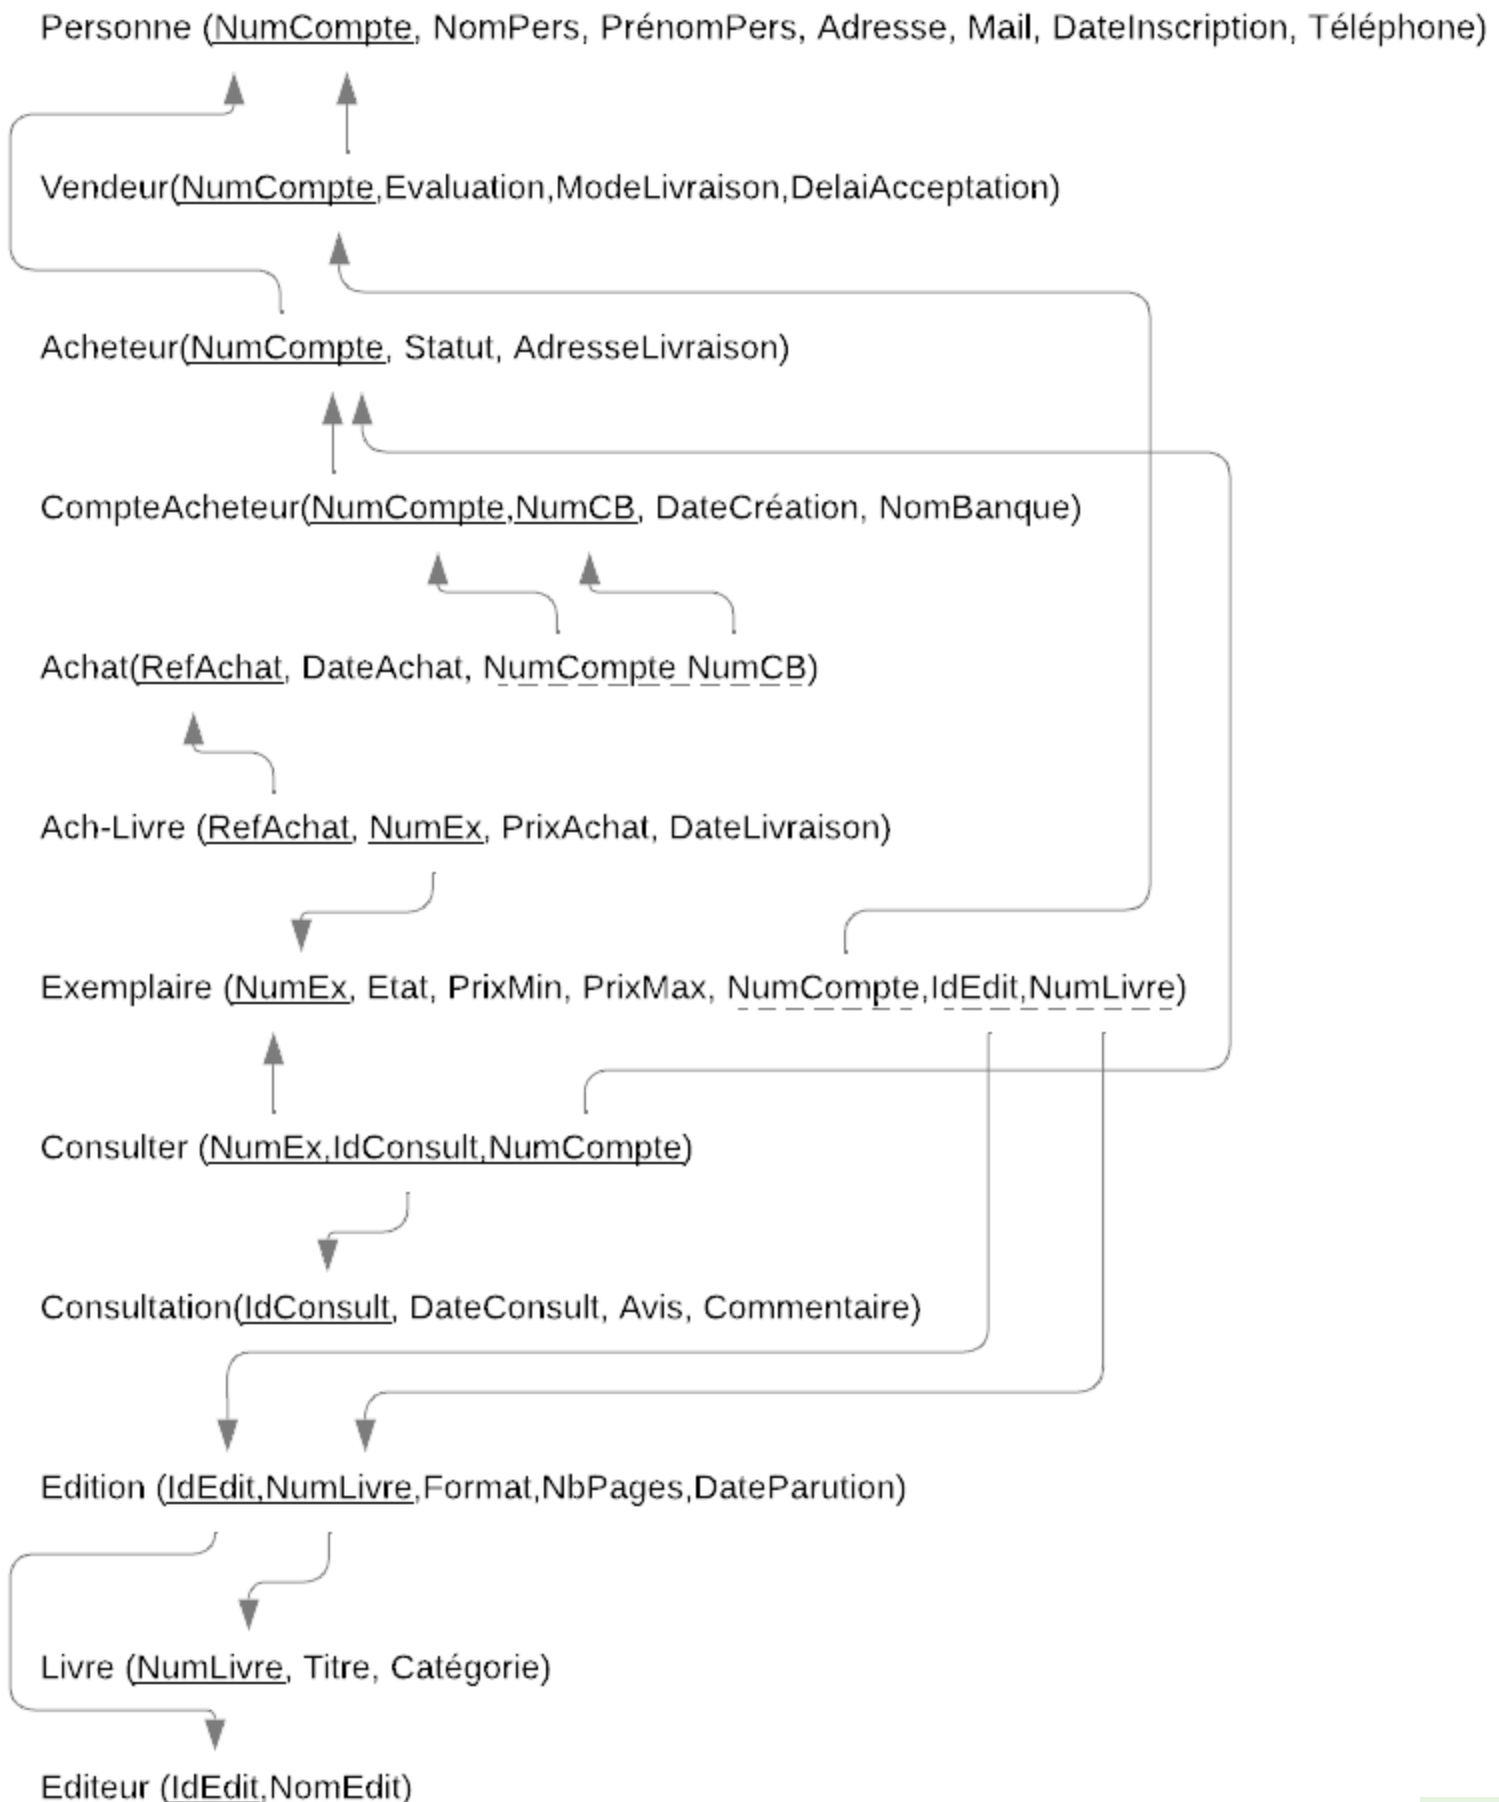 Personne (NumCompte, NomPers, PrénomPers, Adresse, Mail, DateInscription, Téléphone)
Vendeur(NumCompte,Evaluation,ModeLivraison,DelaiAcceptation)
Acheteur(NumCompte, Statut, AdresseLivraison)
CompteAcheteur(NumCompte,NumCB, DateCréation, NomBanque)
Achat(RefAchat, DateAchat, NumCompte NumCB)
Ach-Livre (RefAchat, NumEx, PrixAchat, DateLivraison)
Exemplaire (NumEx, Etat, PrixMin, PrixMax, NumCompte,IdEdit,NumLivre)
Consulter (NumEx,IdConsult,NumCompte)
Consultation(IdConsult, DateConsult, Avis, Commentaire)
Edition (IdEdit,NumLivre,Format,NbPages,DateParution)
Livre (NumLivre, Titre, Catégorie)
Editeur (IdEdit,NomEdit)